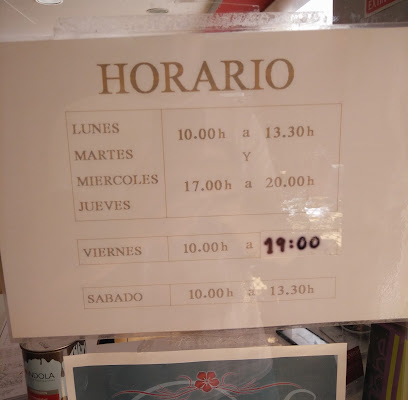 HORARIO
LUNES
MARTES
MIERCOLES
JUEVES
10.00h a 13.30h
Y
17.00h a 20.00h
VIERNES 10.00h a 19:00
SABADO 10.00h a 13.30h